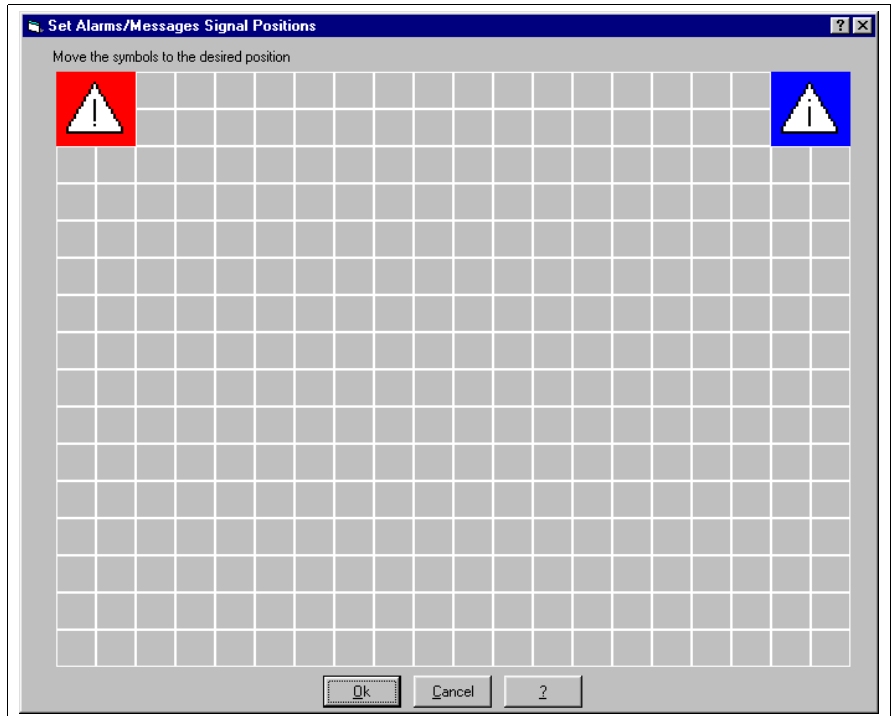 Set Alarms/Messages Signal Positions ?
Move the symbols to the desired position
! i
Ok Cancel ?